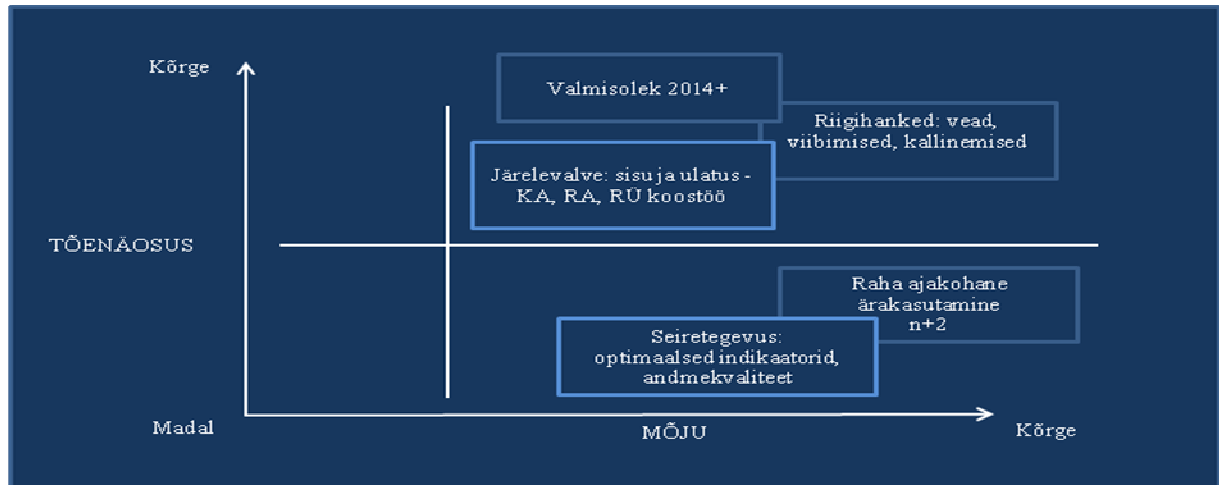 Kõrge
Valmisolek 2014+
Riigihanked: vead,
viibimised, kallinemised
Järelevalve: sisu ja ulatus -
KA, RA, RÜ koostöö
TÕENÄOSUS
Raha ajakohane
ärakasutamine
n+2
Seiretegevus:
optimaalsed indikaatorid,
andmekvaliteet
Madal
MÕJU
Kõrge